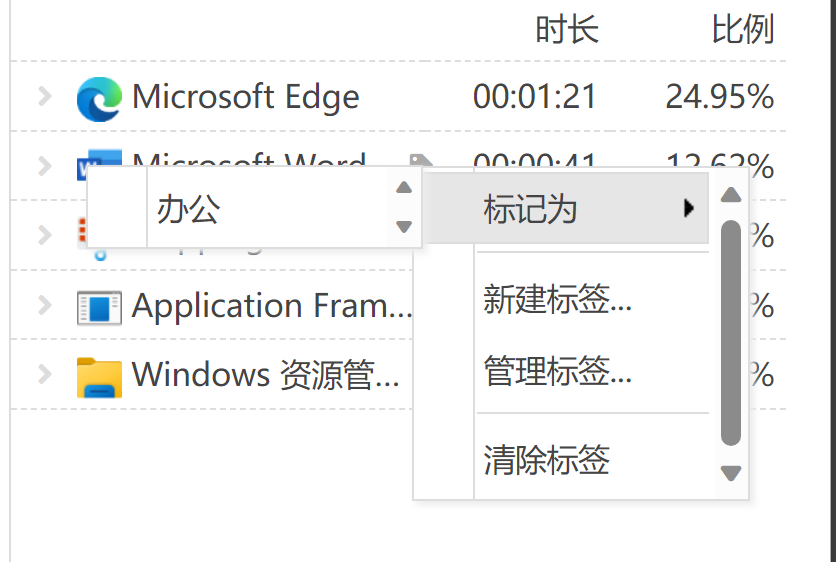 时长 比例
Microsoft Edge 00:01:21 24.95%
Microsoft Word 00:00:41 12.62%
办公 标记为
%
新建标签...
Application Fram... %
管理标签...
Windows 资源管... %
清除标签